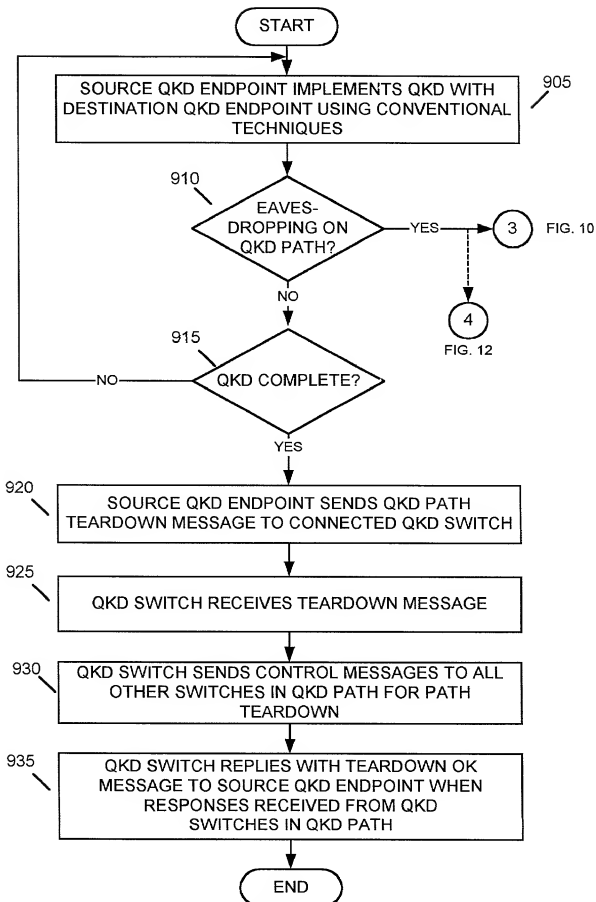 START
SOURCE QKD ENDPOINT IMPLEMENTS QKD WITH
DESTINATION QKD ENDPOINT USING CONVENTIONAL
TECHNIQUES
905
910
EAVES-
DROPPING ON
QKD PATH?
YES
3
FIG. 10
4
FIG. 12
NO
915
QKD COMPLETE?
NO
YES
920
SOURCE QKD ENDPOINT SENDS QKD PATH
TEARDOWN MESSAGE TO CONNECTED QKD SWITCH
925
QKD SWITCH RECEIVES TEARDOWN MESSAGE
930
QKD SWITCH SENDS CONTROL MESSAGES TO ALL
OTHER SWITCHES IN QKD PATH FOR PATH
TEARDOWN
935
QKD SWITCH REPLIES WITH TEARDOWN OK
MESSAGE TO SOURCE QKD ENDPOINT WHEN
RESPONSES RECEIVED FROM QKD
SWITCHES IN QKD PATH
END